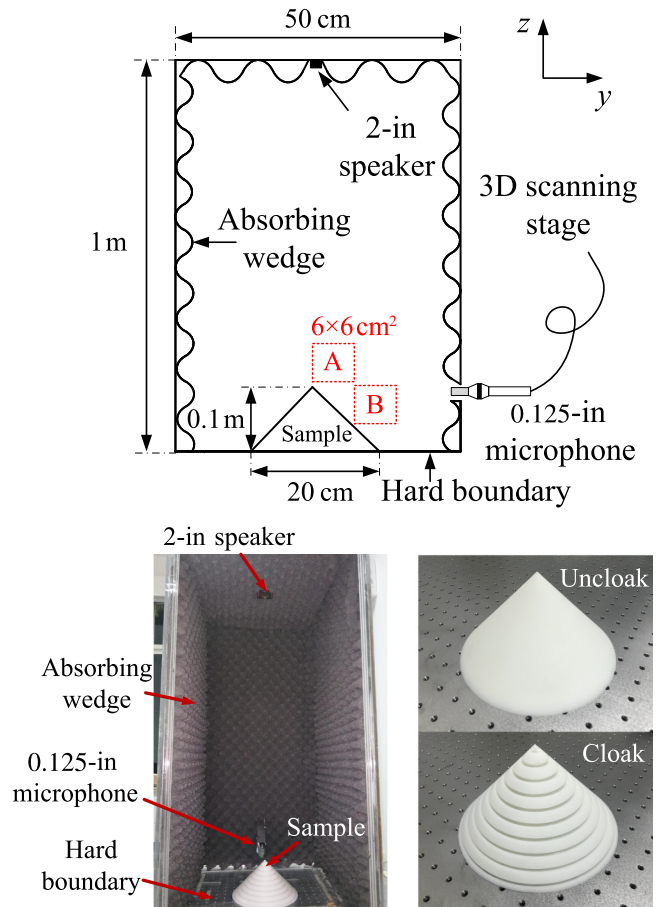 50 cm
z
y
2-in
speaker
3D scanning
stage
Absorbing
wedge
1 m
6×6 cm²
A
B
0.1 m
Sample
0.125-in
microphone
20 cm
Hard boundary
2-in speaker
Absorbing
wedge
0.125-in
microphone
Sample
Hard
boundary
Uncloak
Cloak